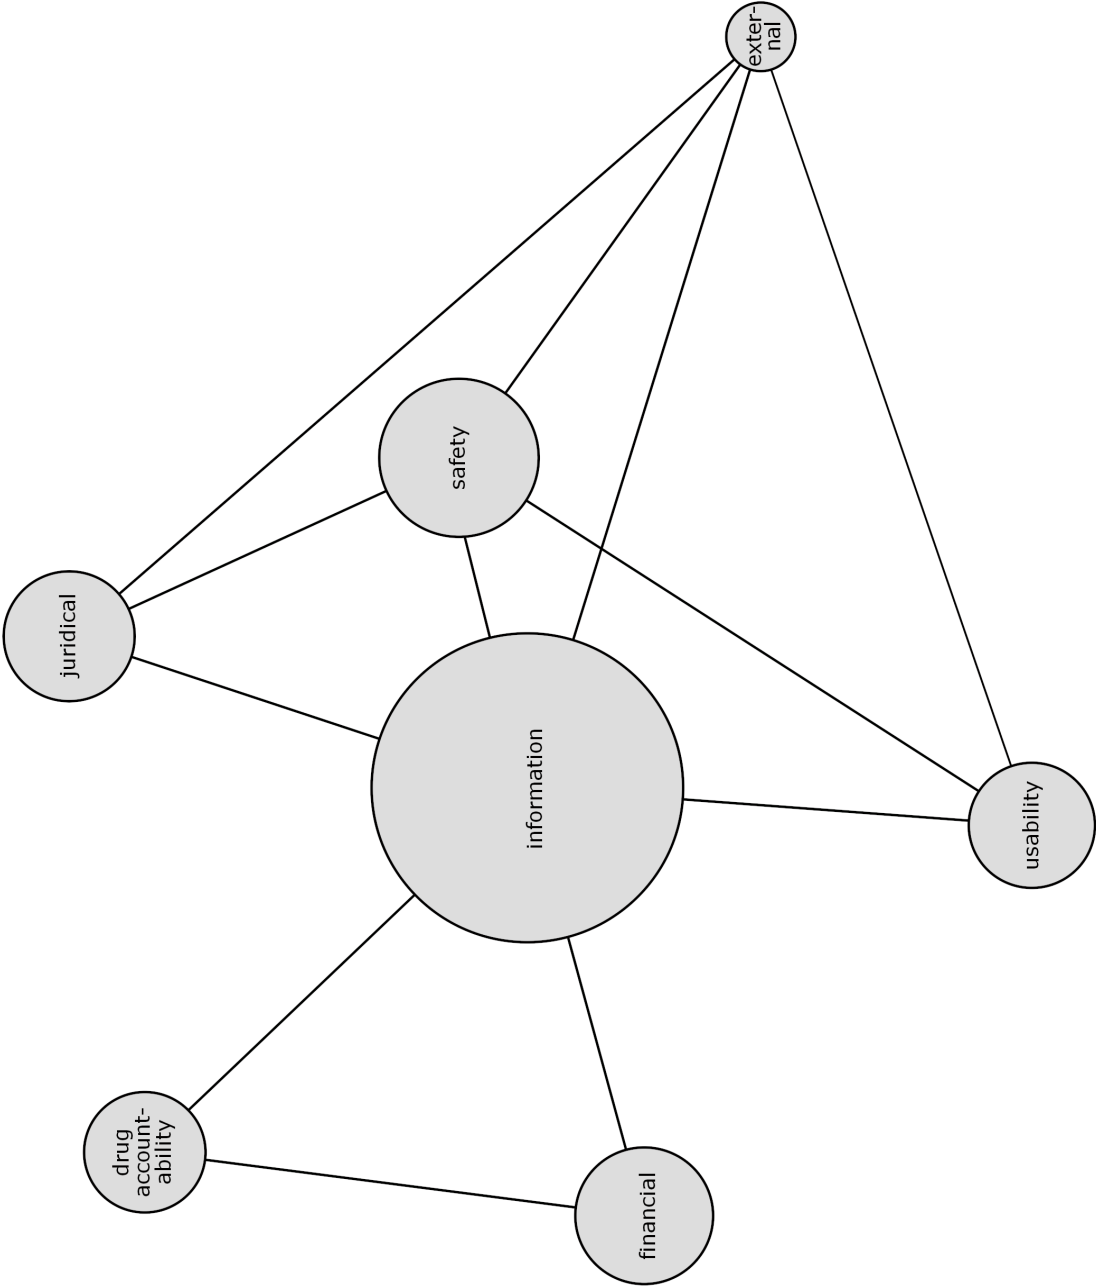 exter-
nal
safety
juridical
information
usability
drug
account-
ability
financial